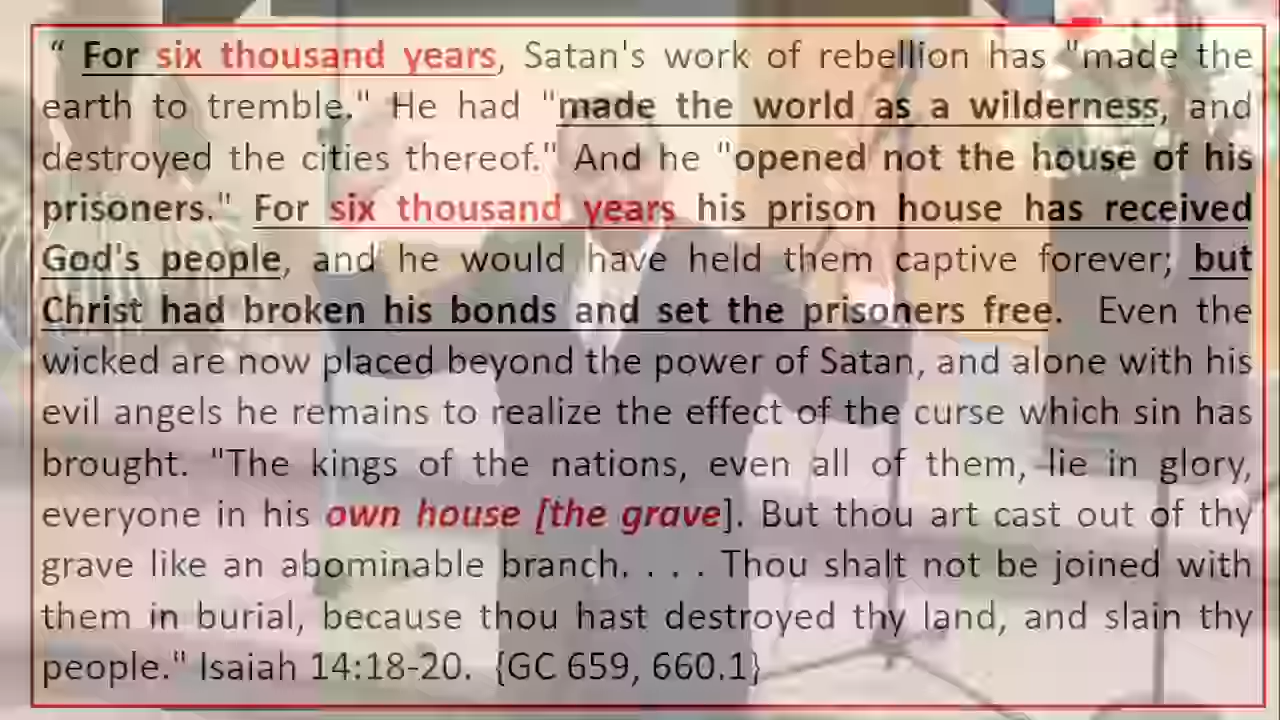 “ For six thousand years, Satan's work of rebellion has "made the
earth to tremble." He had "made the world as a wilderness, and
destroyed the cities thereof." And he "opened not the house of his
prisoners." For six thousand years his prison house has received
God's people, and he would have held them captive forever; but
Christ had broken his bonds and set the prisoners free. Even the
wicked are now placed beyond the power of Satan, and alone with his
evil angels he remains to realize the effect of the curse which sin has
brought. "The kings of the nations, even all of them, lie in glory,
everyone in his own house [the grave]. But thou art cast out of thy
grave like an abominable branch. . . . Thou shalt not be joined with
them in burial, because thou hast destroyed thy land, and slain thy
people." Isaiah 14:18-20. {GC 659, 660.1}